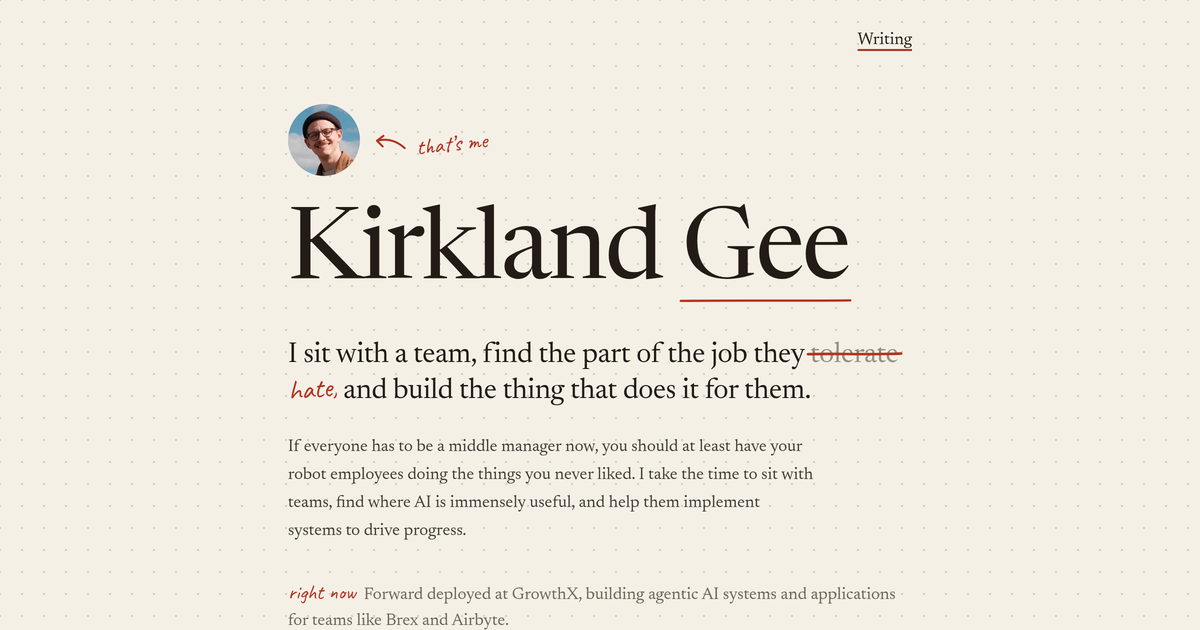 Writing
that's me
Kirkland Gee
I sit with a team, find the part of the job they tolerate
hate, and build the thing that does it for them.
If everyone has to be a middle manager now, you should at least have your
robot employees doing the things you never liked. I take the time to sit with
teams, find where AI is immensely useful, and help them implement
systems to drive progress.
right now Forward deployed at GrowthX, building agentic AI systems and applications
for teams like Brex and Airbyte.